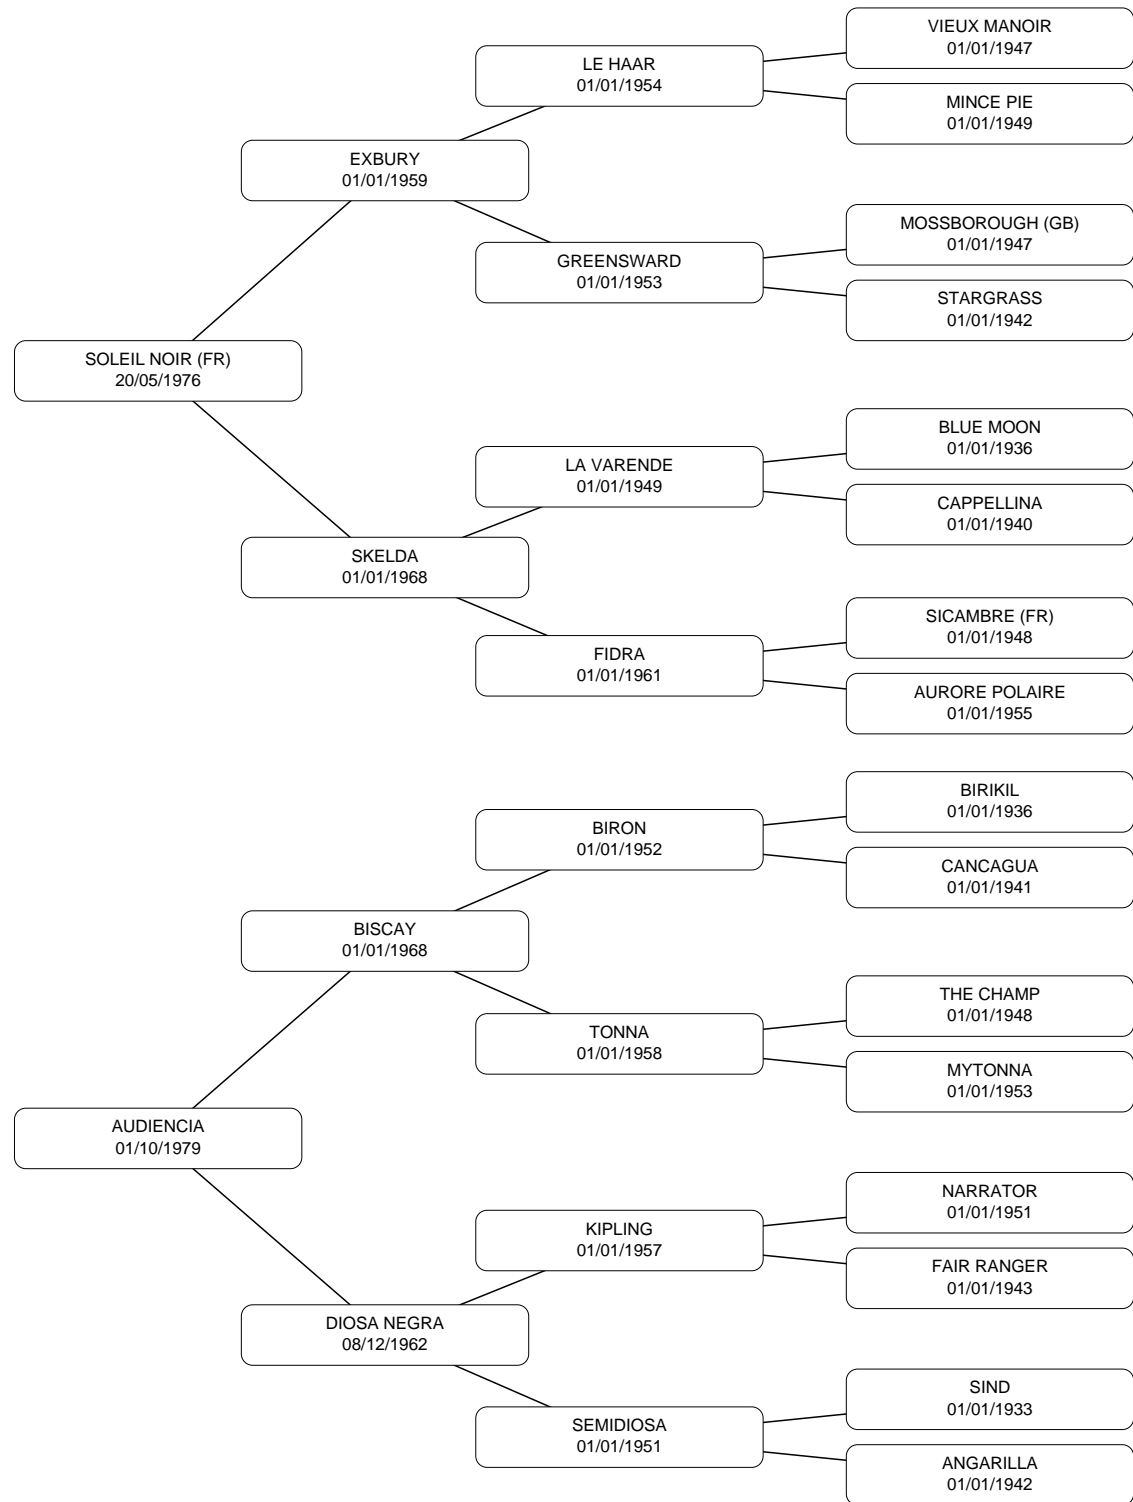 VIEUX MANOIR
01/01/1947
LE HAAR
01/01/1954
MINCE PIE
01/01/1949
EXBURY
01/01/1959
MOSSBOROUGH (GB)
01/01/1947
GREENSWARD
01/01/1953
STARGRASS
01/01/1942
SOLEIL NOIR (FR)
20/05/1976
BLUE MOON
01/01/1936
LA VARENDE
01/01/1949
CAPPELLINA
01/01/1940
SKELDA
01/01/1968
SICAMBRE (FR)
01/01/1948
FIDRA
01/01/1961
AURORE POLAIRE
01/01/1955
BIRIKIL
01/01/1936
BIRON
01/01/1952
CANCAGUA
01/01/1941
BISCAY
01/01/1968
THE CHAMP
01/01/1948
TONNA
01/01/1958
MYTONNA
01/01/1953
AUDIENCIA
01/10/1979
NARRATOR
01/01/1951
KIPLING
01/01/1957
FAIR RANGER
01/01/1943
DIOSA NEGRA
08/12/1962
SIND
01/01/1933
SEMIDIOSA
01/01/1951
ANGARILLA
01/01/1942